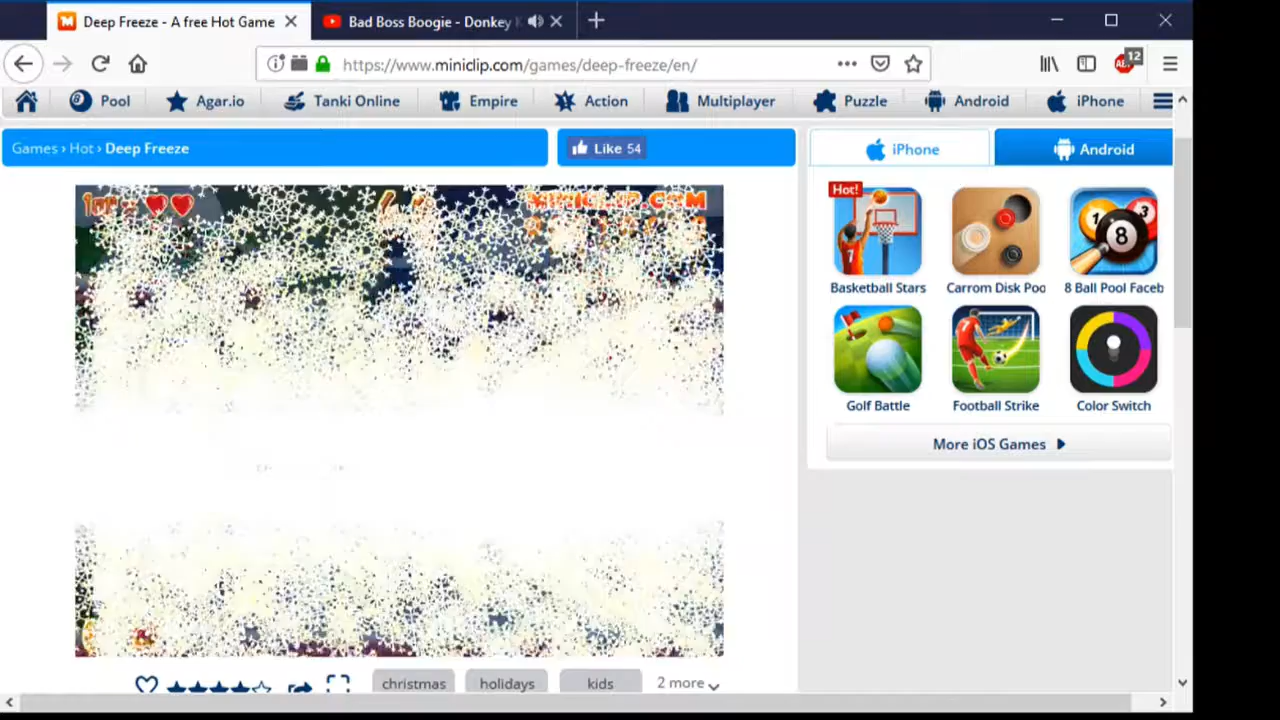 Deep Freeze - A free Hot Game
Bad Boss Boogie - Donkey
https://www.miniclip.com/games/deep-freeze/en/
12
Pool
Agar.io
Tanki Online
Empire
Action
Multiplayer
Puzzle
Android
iPhone
Games › Hot › Deep Freeze
Like 54
iPhone
Android
MINICLIP.COM
Hot!
Basketball Stars
Carrom Disk Poo
8 Ball Pool Faceb
Golf Battle
Football Strike
Color Switch
More iOS Games
christmas
holidays
kids
2 more